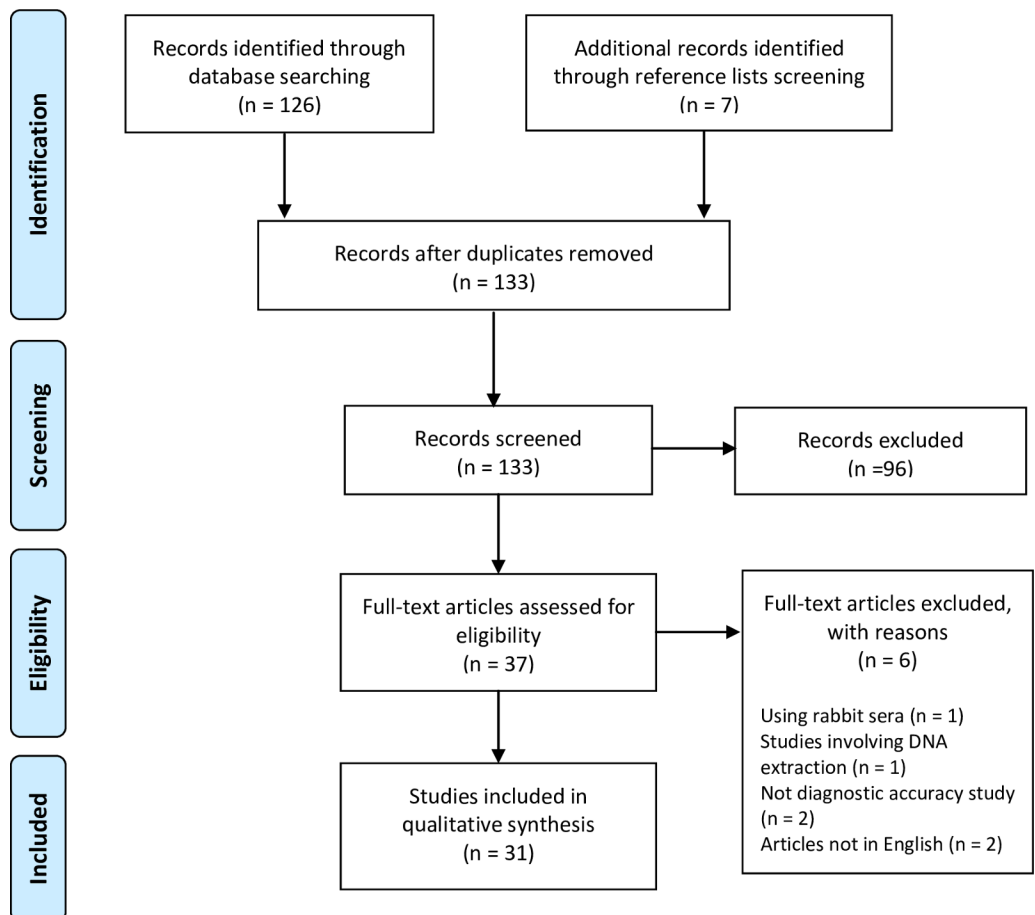 Identification
Records identified through
database searching
(n = 126)
Additional records identified
through reference lists screening
(n = 7)
Records after duplicates removed
(n = 133)
Screening
Records screened
(n = 133)
Records excluded
(n =96)
Eligibility
Full-text articles assessed for
eligibility
(n = 37)
Full-text articles excluded,
with reasons
(n = 6)
Using rabbit sera (n = 1)
Studies involving DNA
extraction (n = 1)
Not diagnostic accuracy study
(n = 2)
Articles not in English (n = 2)
Included
Studies included in
qualitative synthesis
(n = 31)